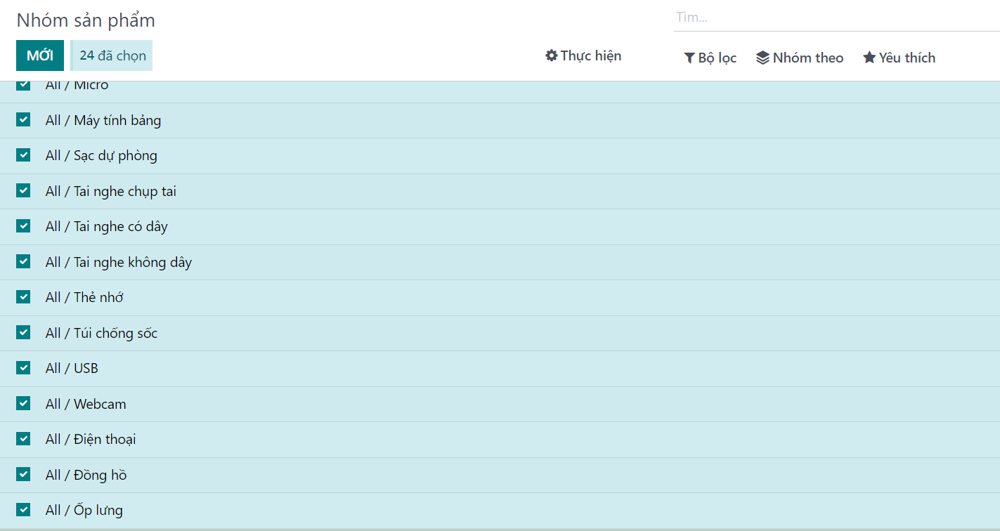 Nhóm sản phẩm
Tìm...
MỚI
24 đã chọn
Thực hiện
Bộ lọc
Nhóm theo
Yêu thích
All / Micro
All / Máy tính bảng
All / Sạc dự phòng
All / Tai nghe chụp tai
All / Tai nghe có dây
All / Tai nghe không dây
All / Thẻ nhớ
All / Túi chống sốc
All / USB
All / Webcam
All / Điện thoại
All / Đồng hồ
All / Ốp lưng